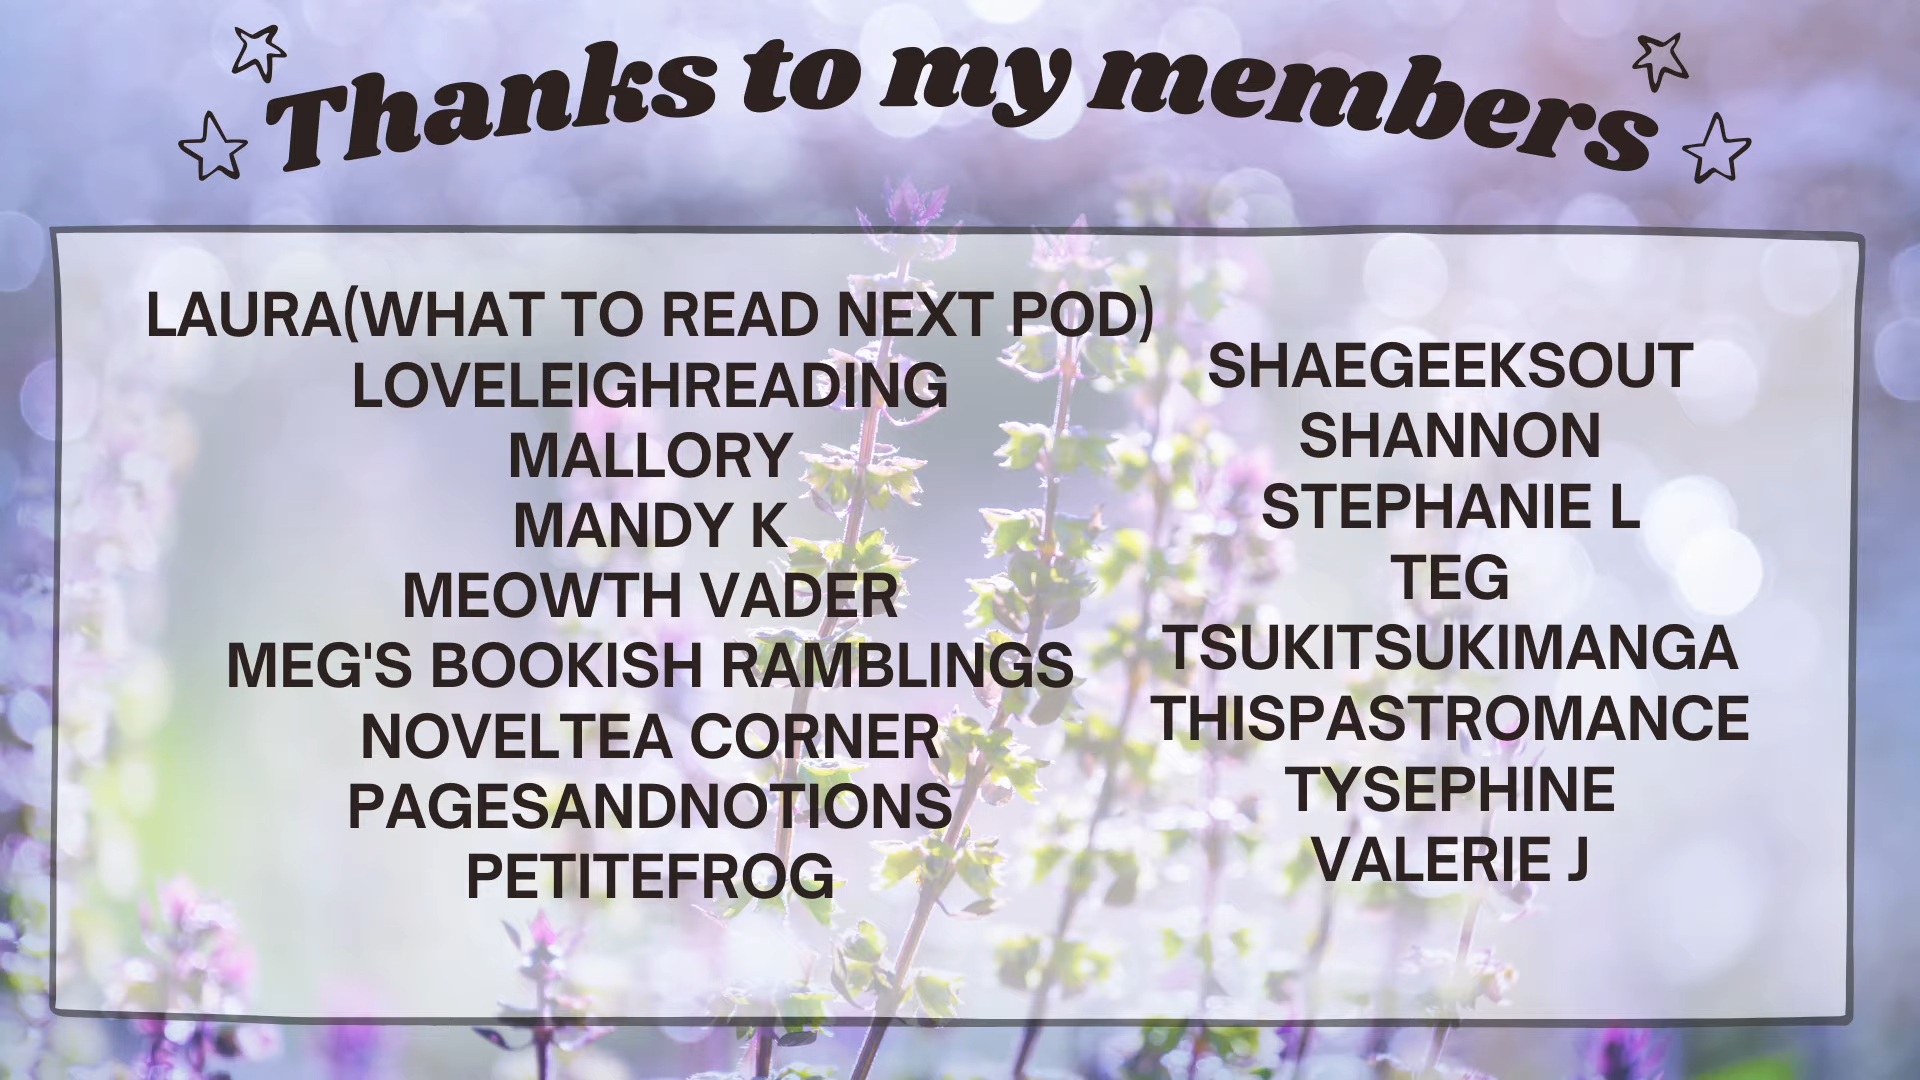 Thanks to my members
LAURA(WHAT TO READ NEXT POD)
LOVELEIGHREADING
MALLORY
MANDY K
MEOWTH VADER
MEG'S BOOKISH RAMBLINGS
NOVELTEA CORNER
PAGESANDNOTIONS
PETITEFROG
SHAEGEEKSOUT
SHANNON
STEPHANIE L
TEG
TSUKITSUKIMANGA
THISPASTROMANCE
TYSEPHINE
VALERIE J